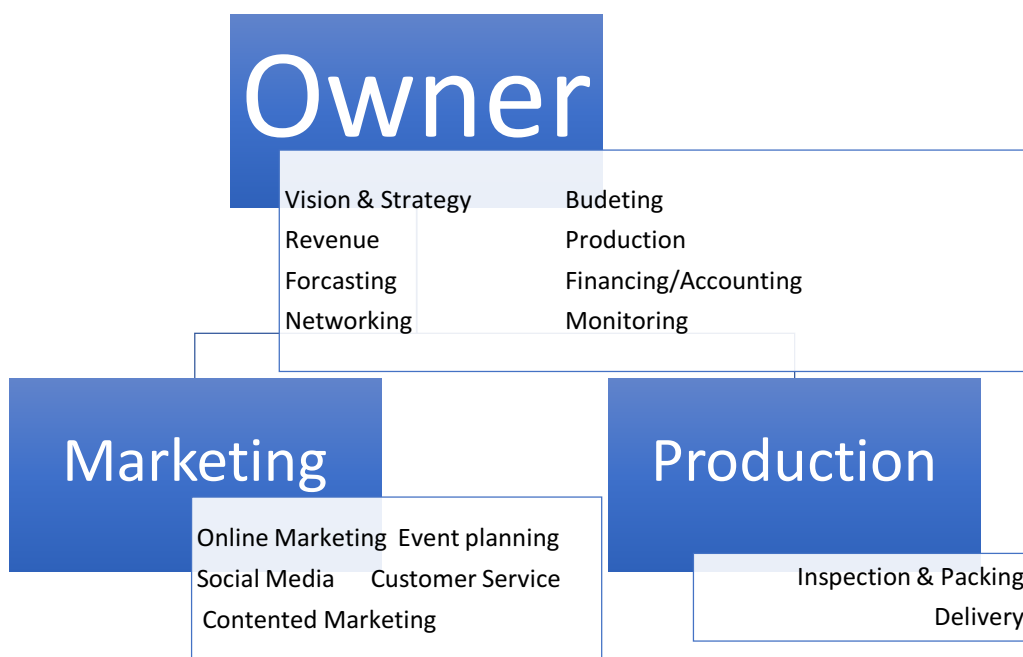 Owner
Vision & Strategy Budeting
Revenue Production
Forcasting Financing/Accounting
Networking Monitoring
Marketing
Online Marketing Event planning
Social Media Customer Service
Contented Marketing
Production
Inspection & Packing
Delivery